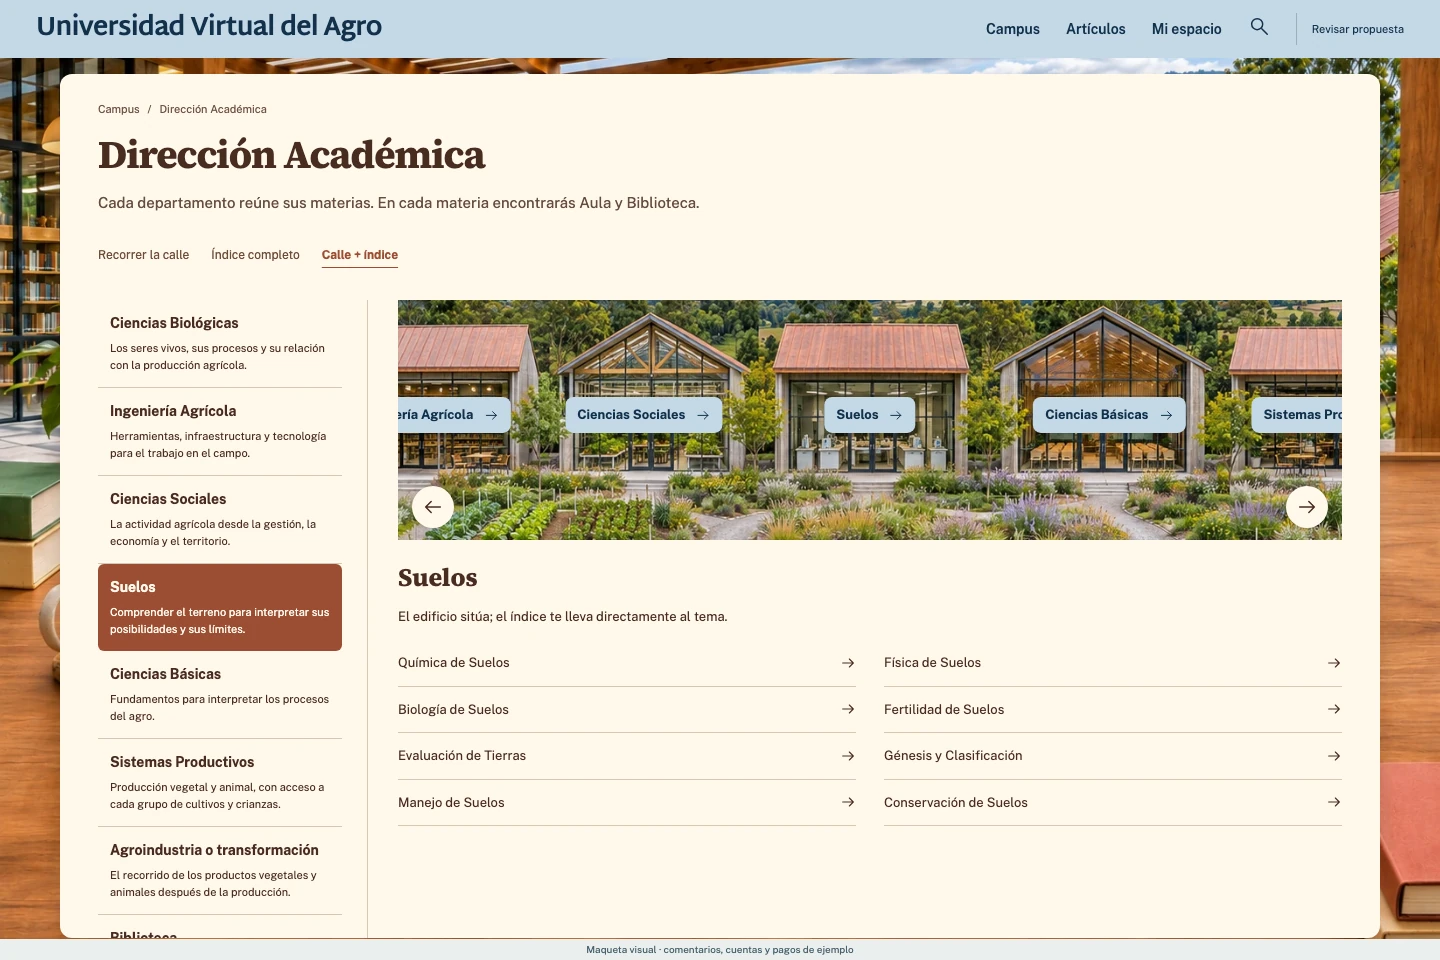 Universidad Virtual del Agro
Campus
Artículos
Mi espacio
Revisar propuesta
Campus / Dirección Académica
Dirección Académica
Cada departamento reúne sus materias. En cada materia encontrarás Aula y Biblioteca.
Recorrer la calle
Índice completo
Calle + índice
Ciencias Biológicas
Los seres vivos, sus procesos y su relación
con la producción agrícola.
Ingeniería Agrícola
Herramientas, infraestructura y tecnología
para el trabajo en el campo.
Ciencias Sociales
La actividad agrícola desde la gestión, la
economía y el territorio.
Suelos
Comprender el terreno para interpretar sus
posibilidades y sus límites.
Ciencias Básicas
Fundamentos para interpretar los procesos
del agro.
Sistemas Productivos
Producción vegetal y animal, con acceso a
cada grupo de cultivos y crianzas.
Agroindustria o transformación
El recorrido de los productos vegetales y
animales después de la producción.
Biblioteca
ería Agrícola →
Ciencias Sociales →
Suelos →
Ciencias Básicas →
Sistemas Pro
Suelos
El edificio sitúa; el índice te lleva directamente al tema.
Química de Suelos →
Física de Suelos →
Biología de Suelos →
Fertilidad de Suelos →
Evaluación de Tierras →
Génesis y Clasificación →
Manejo de Suelos →
Conservación de Suelos →
Maqueta visual · comentarios, cuentas y pagos de ejemplo